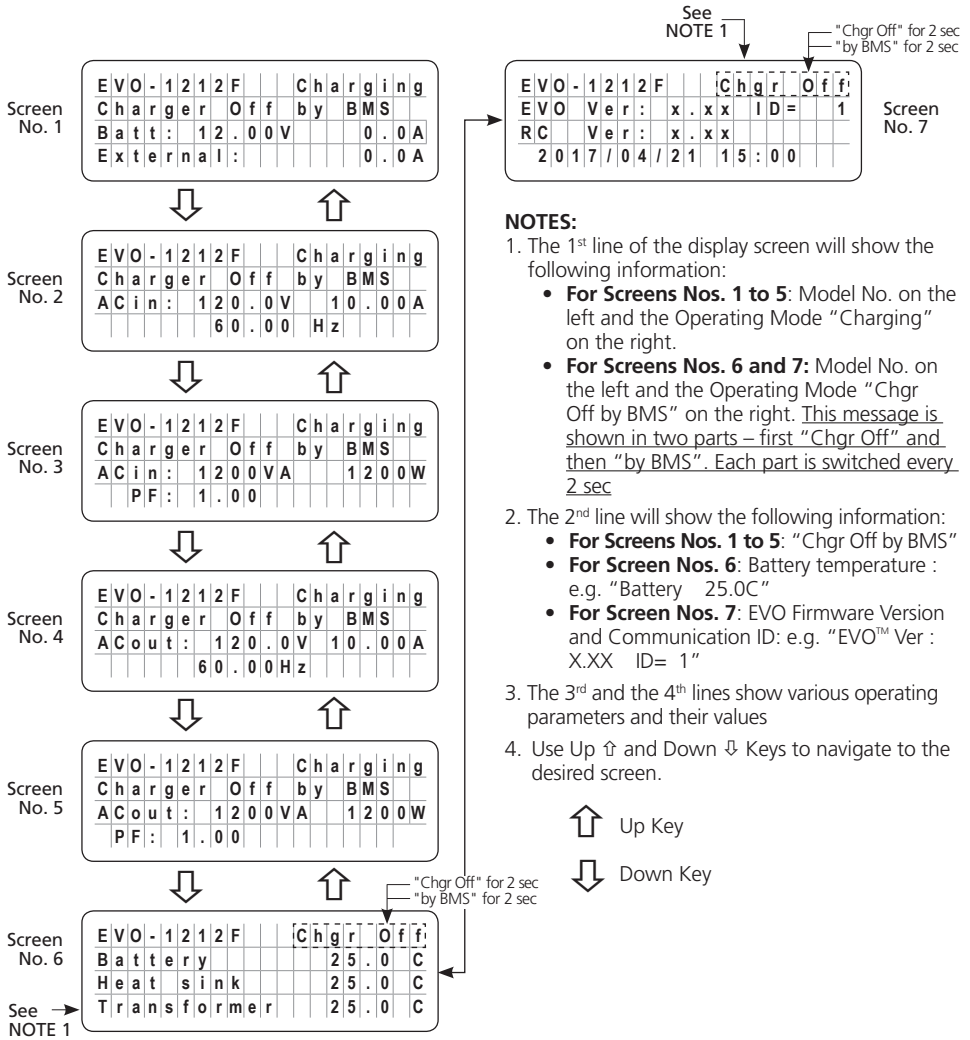 Screen
No. 1
EVO-1212F Charging
Charger Off by BMS
Batt: 12.00V 0.0A
External: 0.0A
Screen
No. 2
EVO-1212F Charging
Charger Off by BMS
ACin: 120.0V 10.00A
60.00 Hz
Screen
No. 3
EVO-1212F Charging
Charger Off by BMS
ACin: 1200VA 1200W
PF: 1.00
Screen
No. 4
EVO-1212F Charging
Charger Off by BMS
ACout: 120.0V 10.00A
60.00Hz
Screen
No. 5
EVO-1212F Charging
Charger Off by BMS
ACout: 1200VA 1200W
PF: 1.00
"Chgr Off" for 2 sec
"by BMS" for 2 sec
Screen
No. 6
EVO-1212F Chgr Off
Battery 25.0 C
Heat sink 25.0 C
Transformer 25.0 C
See
NOTE 1
See
NOTE 1
"Chgr Off" for 2 sec
"by BMS" for 2 sec
EVO-1212F Chgr Off
EVO Ver: x.xx ID= 1
RC Ver: x.xx
2017/04/21 15:00
Screen
No. 7
NOTES:
1. The 1st line of the display screen will show the
following information:
• For Screens Nos. 1 to 5: Model No. on the
left and the Operating Mode “Charging”
on the right.
• For Screens Nos. 6 and 7: Model No. on
the left and the Operating Mode “Chgr
Off by BMS” on the right. This message is
shown in two parts – first “Chgr Off” and
then “by BMS”. Each part is switched every
2 sec
2. The 2nd line will show the following information:
• For Screens Nos. 1 to 5: “Chgr Off by BMS”
• For Screen Nos. 6: Battery temperature :
e.g. “Battery 25.0C”
• For Screen Nos. 7: EVO Firmware Version
and Communication ID: e.g. “EVO™ Ver :
X.XX ID= 1”
3. The 3rd and the 4th lines show various operating
parameters and their values
4. Use Up ⇧ and Down ⇩ Keys to navigate to the
desired screen.
Up Key
Down Key